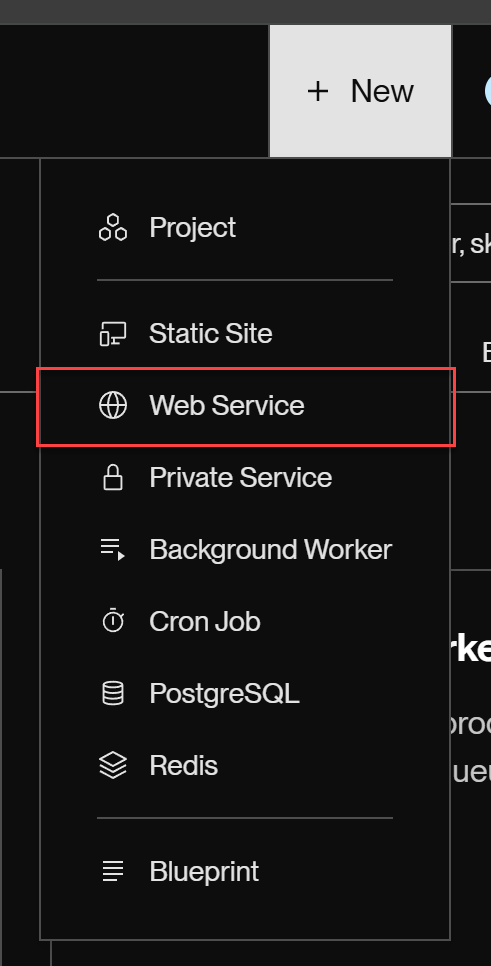 + New
Project
r, sk
Static Site
Web Service
Private Service
Background Worker
Cron Job
rke
PostgreSQL
proc
Redis
ueu
Blueprint